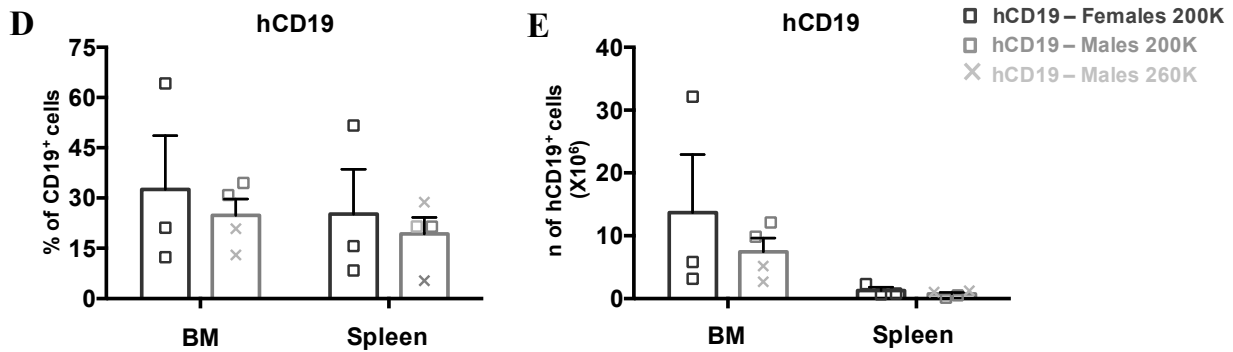 D
hCD19
75
60
45
30
15
0
% of CD19⁺ cells
BM
Spleen
E
hCD19
40
30
20
10
0
n of hCD19⁺ cells
(X10⁶)
BM
Spleen
hCD19 – Females 200K
hCD19 – Males 200K
hCD19 – Males 260K